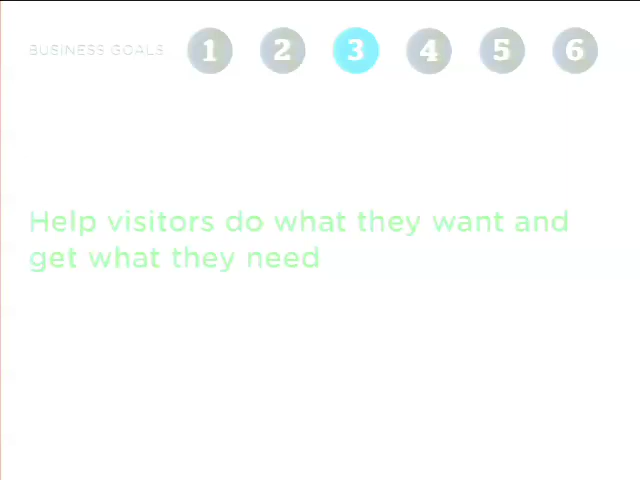 BUSINESS GOALS 1 2 3 4 5 6
Help visitors do what they want and
get what they need